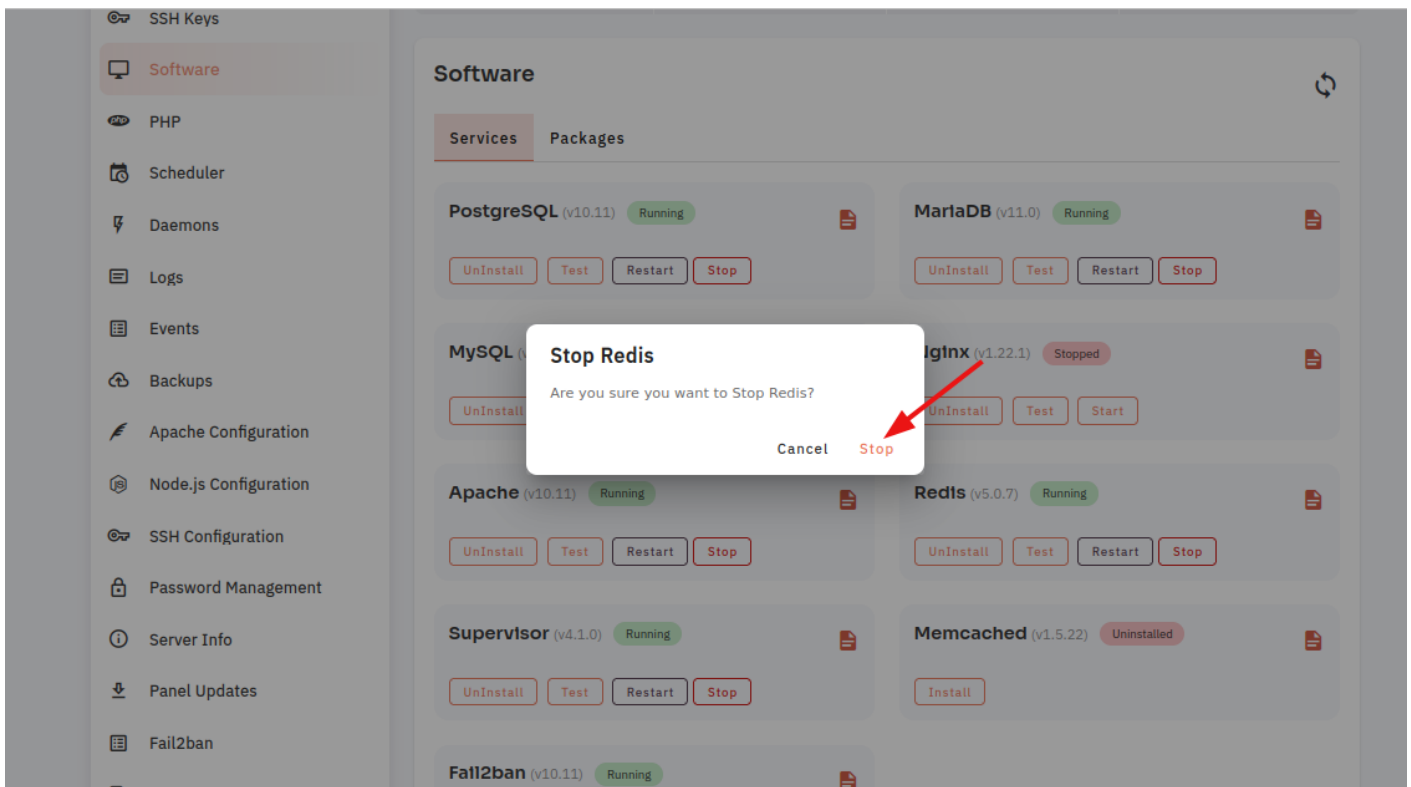 SSH Keys
Software
PHP
Scheduler
Daemons
Logs
Events
Backups
Apache Configuration
Node.js Configuration
SSH Configuration
Password Management
Server Info
Panel Updates
Fail2ban
Software
Services Packages
PostgreSQL (v10.11) Running
UnInstall Test Restart Stop
MariaDB (v11.0) Running
UnInstall Test Restart Stop
MySQL (v
UnInstall
Nginx (v1.22.1) Stopped
UnInstall Test Start
Stop Redis
Are you sure you want to Stop Redis?
Cancel Stop
Apache (v10.11) Running
UnInstall Test Restart Stop
Redis (v5.0.7) Running
UnInstall Test Restart Stop
Supervisor (v4.1.0) Running
UnInstall Test Restart Stop
Memcached (v1.5.22) Uninstalled
Install
Fail2ban (v10.11) Running